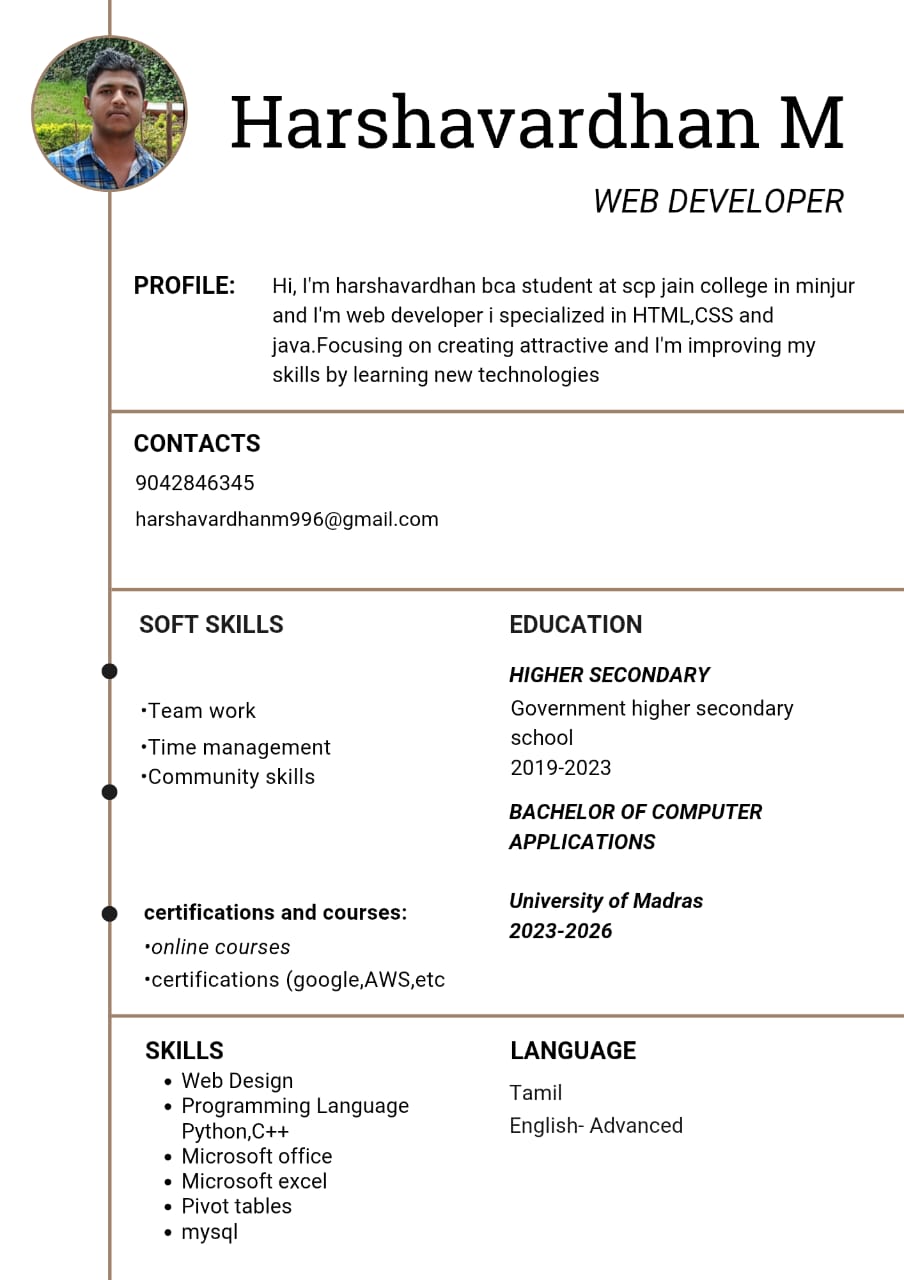 Harshavardhan M
WEB DEVELOPER
PROFILE:
Hi, I'm harshavardhan bca student at scp jain college in minjur
and I'm web developer i specialized in HTML,CSS and
java.Focusing on creating attractive and I'm improving my
skills by learning new technologies
CONTACTS
9042846345
harshavardhanm996@gmail.com
SOFT SKILLS
•Team work
•Time management
•Community skills
certifications and courses:
•online courses
•certifications (google,AWS,etc
EDUCATION
HIGHER SECONDARY
Government higher secondary
school
2019-2023
BACHELOR OF COMPUTER
APPLICATIONS
University of Madras
2023-2026
SKILLS
• Web Design
• Programming Language
Python,C++
• Microsoft office
• Microsoft excel
• Pivot tables
• mysql
LANGUAGE
Tamil
English- Advanced